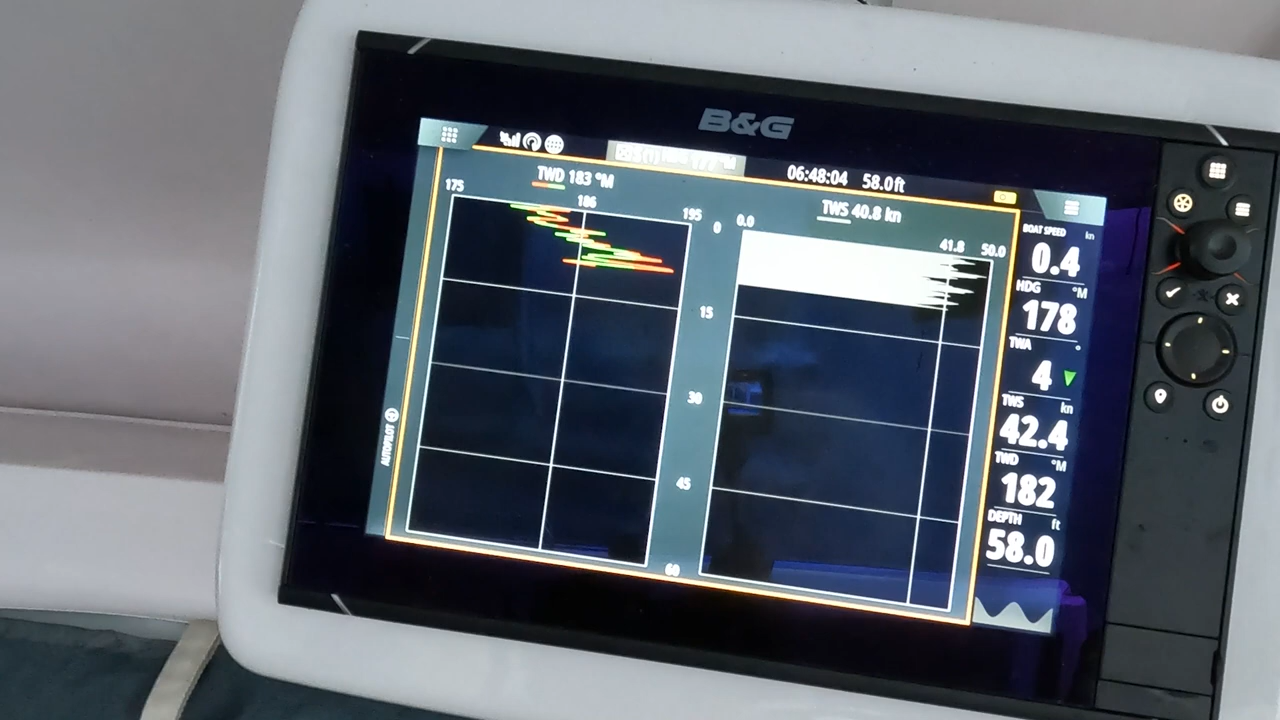 B&G
06:48:04 58.0 ft
TWD 183 °M
175 186 195
TWS 40.8 kn
0.0 41.8 50.0
0
15
30
45
60
AUTOPILOT
BOAT SPEED kn
0.4
HDG °M
178
TWA °
4
TWS kn
42.4
TWD °M
182
DEPTH ft
58.0